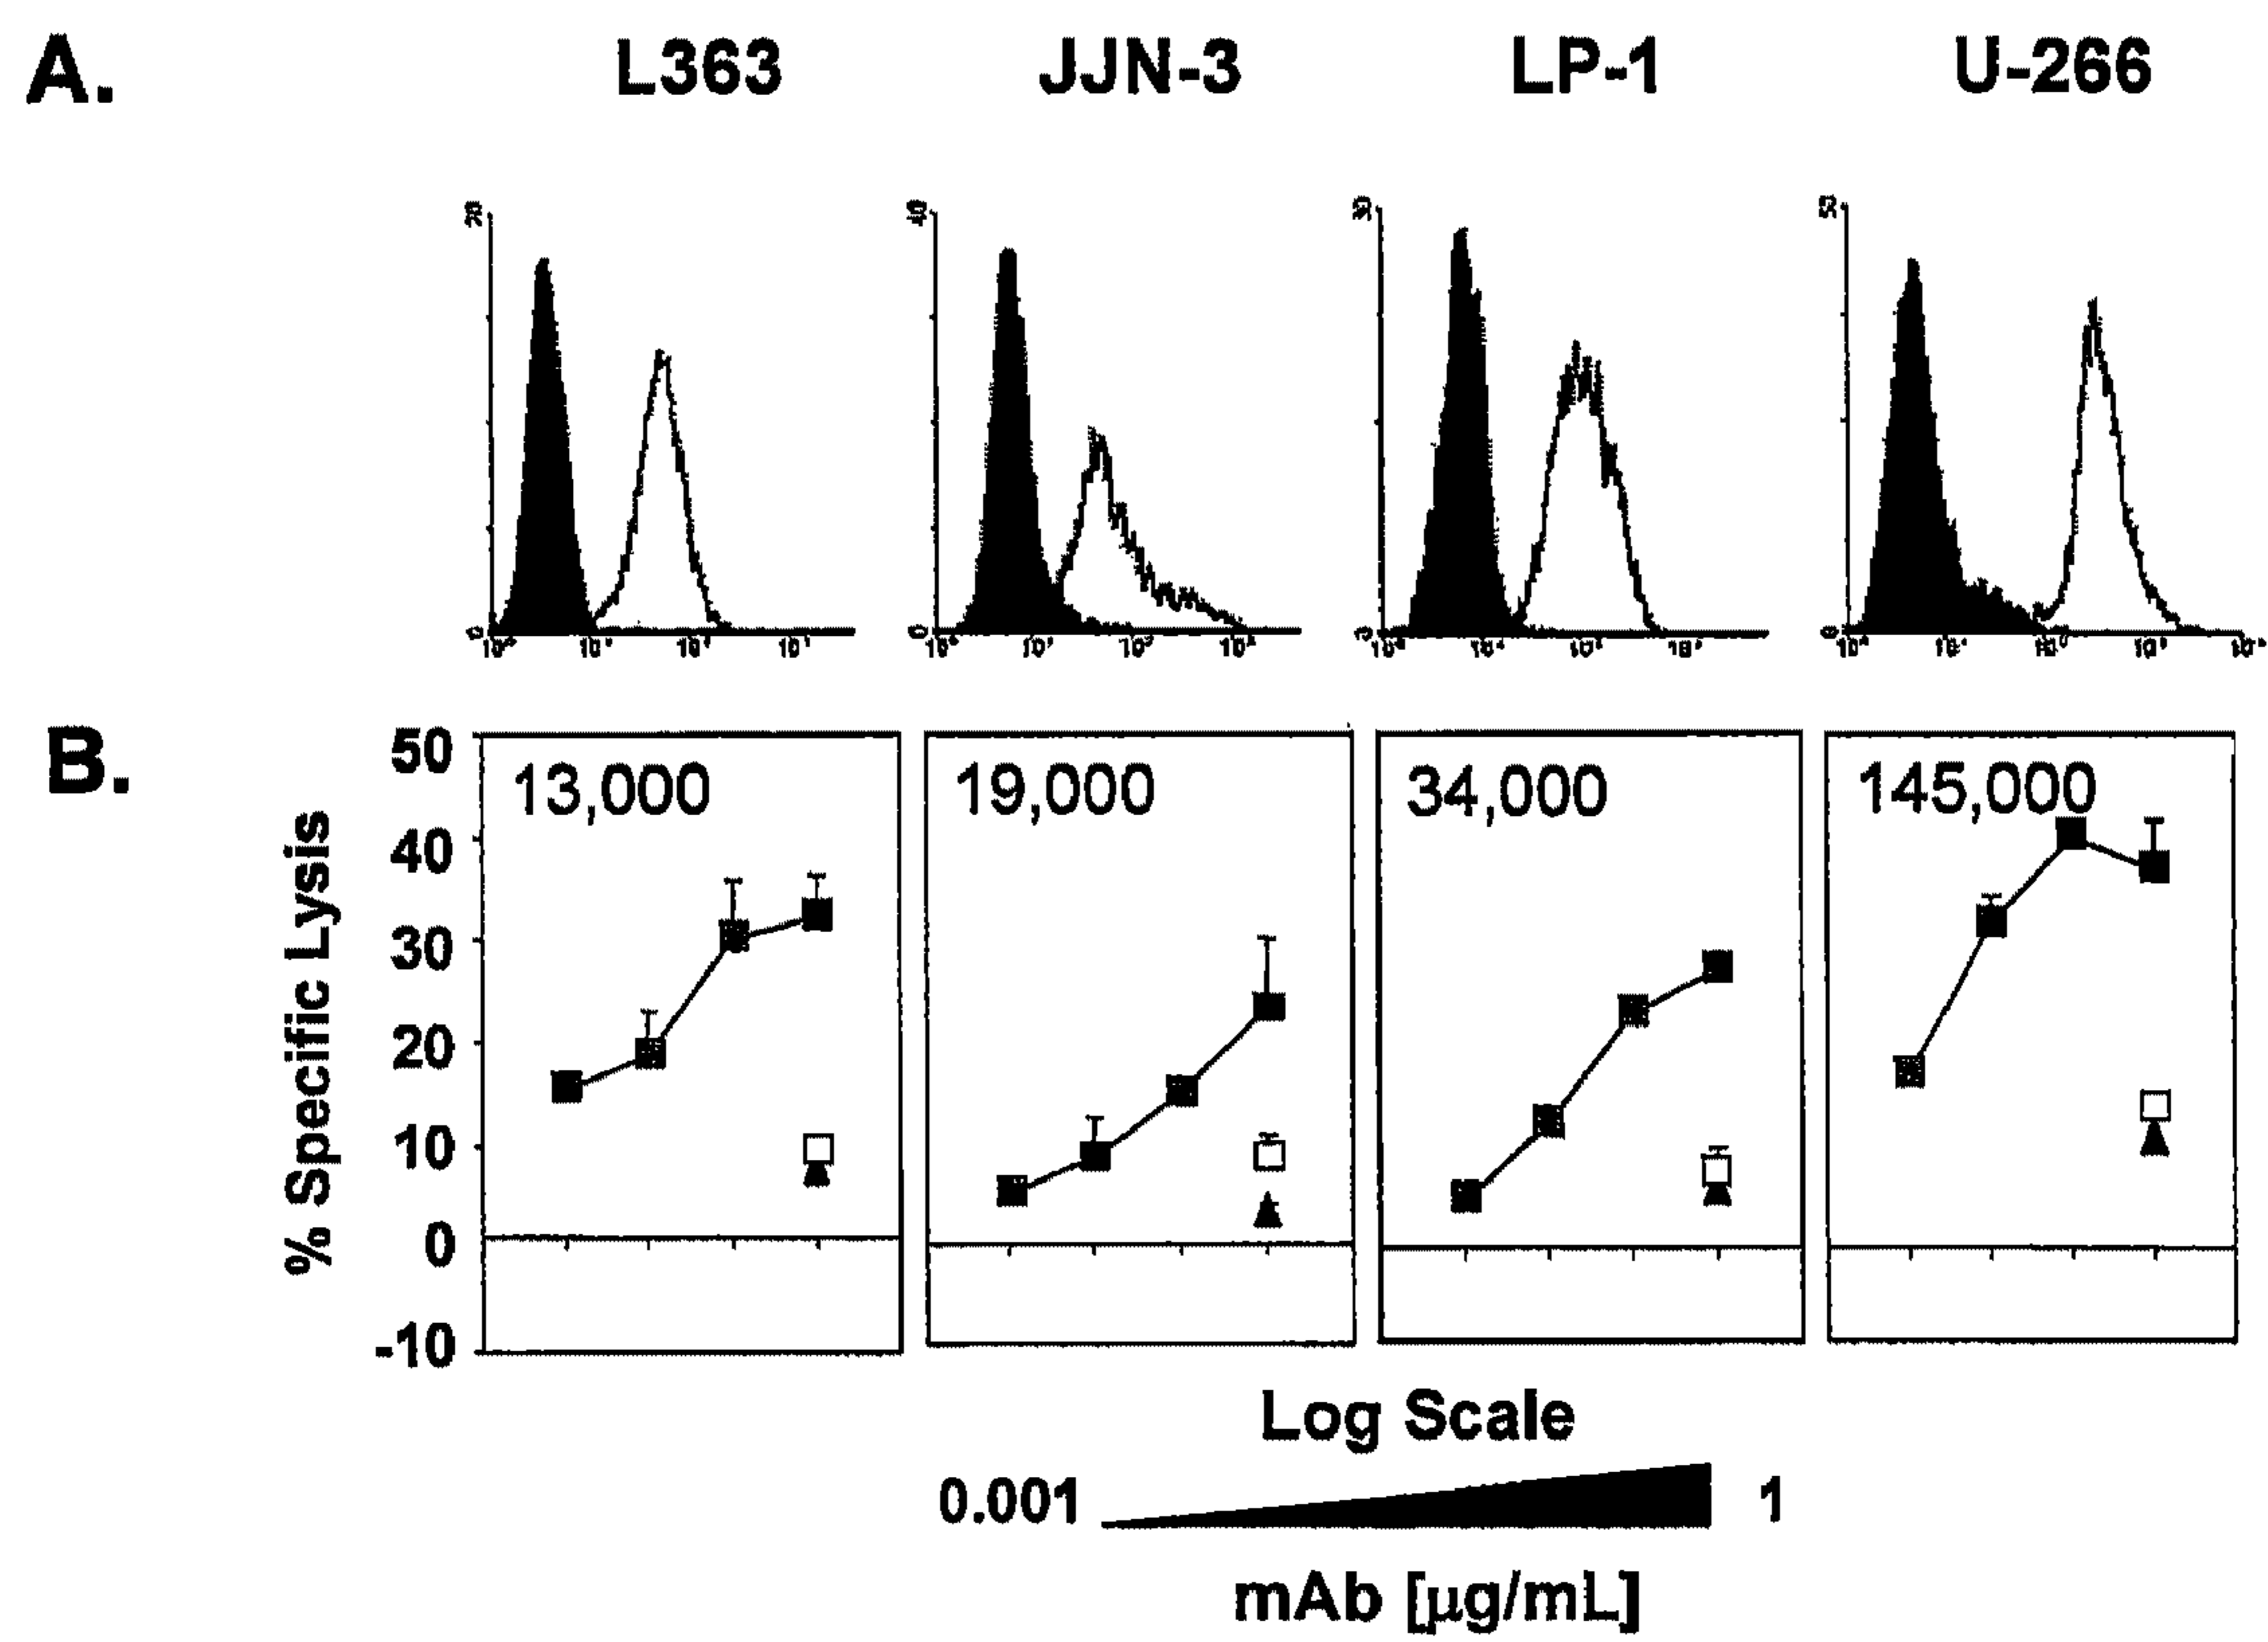 A. L363 JJN-3 LP-1 U-266
B.
50
40
30
20
10
0
-10
% Specific Lysis
13,000 19,000 34,000 145,000
Log Scale
0.001 1
mAb [μg/mL]